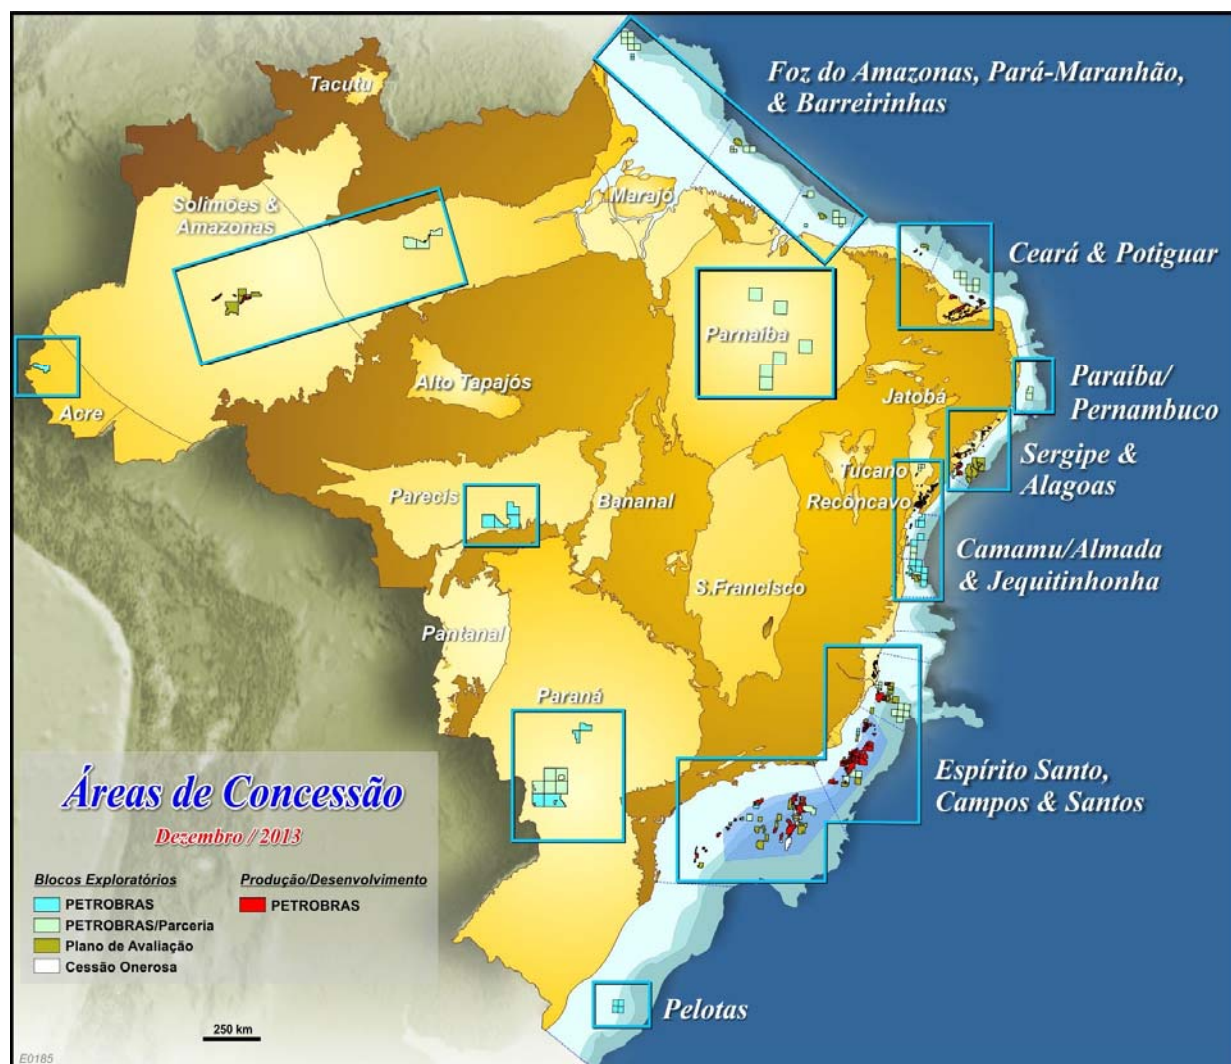 Foz do Amazonas, Pará-Maranhão,
& Barreirinhas
Tacutu
Marajó
Solimões &
Amazonas
Ceará & Potiguar
Parnaíba
Alto Tapajós
Acre
Jatobá
Paraíba/
Pernambuco
Tucano
Sergipe &
Alagoas
Parecis
Bananal
Recôncavo
Camamu/Almada
& Jequitinhonha
S.Francisco
Pantanal
Paraná
Espírito Santo,
Campos & Santos
Áreas de Concessão
Dezembro / 2013
Blocos Exploratórios
PETROBRAS
PETROBRAS/Parceria
Plano de Avaliação
Cessão Onerosa
Produção/Desenvolvimento
PETROBRAS
Pelotas
250 km
E0185